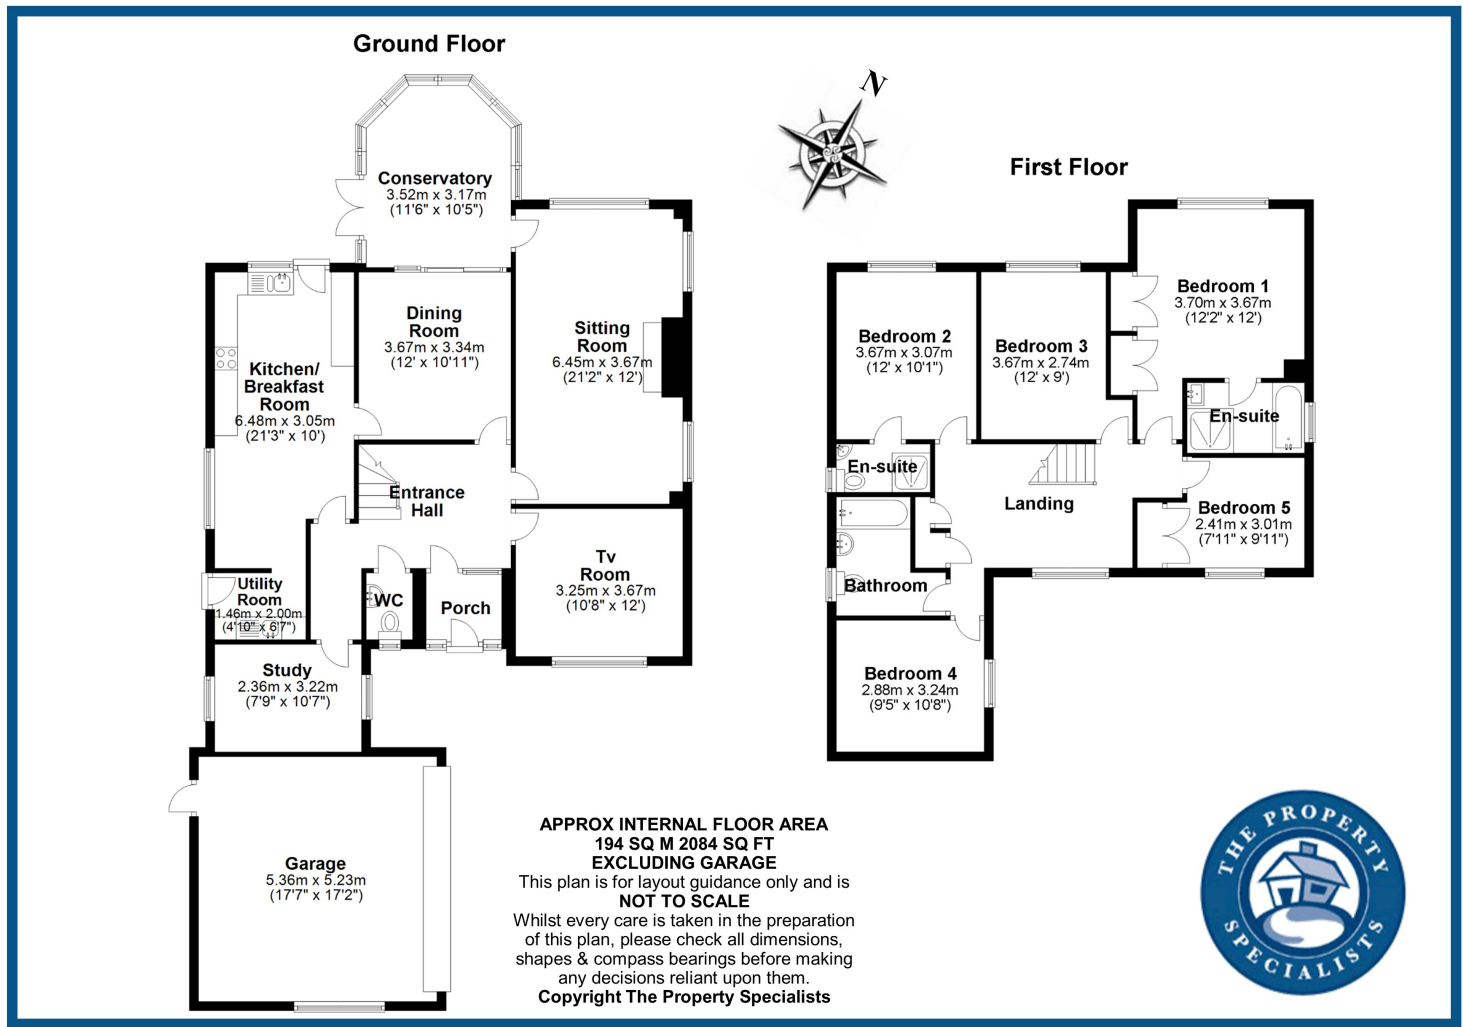 Ground Floor
N
First Floor
Conservatory
3.52m x 3.17m
(11'6" x 10'5")
Dining
Room
3.67m x 3.34m
(12' x 10'11")
Sitting
Room
6.45m x 3.67m
(21'2" x 12')
Kitchen/
Breakfast
Room
6.48m x 3.05m
(21'3" x 10')
Entrance
Hall
Tv
Room
3.25m x 3.67m
(10'8" x 12')
Utility
Room
1.46m x 2.00m
(4'10" x 6'7")
WC
Porch
Study
2.36m x 3.22m
(7'9" x 10'7")
Garage
5.36m x 5.23m
(17'7" x 17'2")
Bedroom 1
3.70m x 3.67m
(12'2" x 12')
Bedroom 2
3.67m x 3.07m
(12' x 10'1")
Bedroom 3
3.67m x 2.74m
(12' x 9')
En-suite
En-suite
Landing
Bedroom 5
2.41m x 3.01m
(7'11" x 9'11")
Bathroom
Bedroom 4
2.88m x 3.24m
(9'5" x 10'8")
APPROX INTERNAL FLOOR AREA
194 SQ M 2084 SQ FT
EXCLUDING GARAGE
This plan is for layout guidance only and is
NOT TO SCALE
Whilst every care is taken in the preparation
of this plan, please check all dimensions,
shapes & compass bearings before making
any decisions reliant upon them.
Copyright The Property Specialists
THE PROPERTY
SPECIALISTS